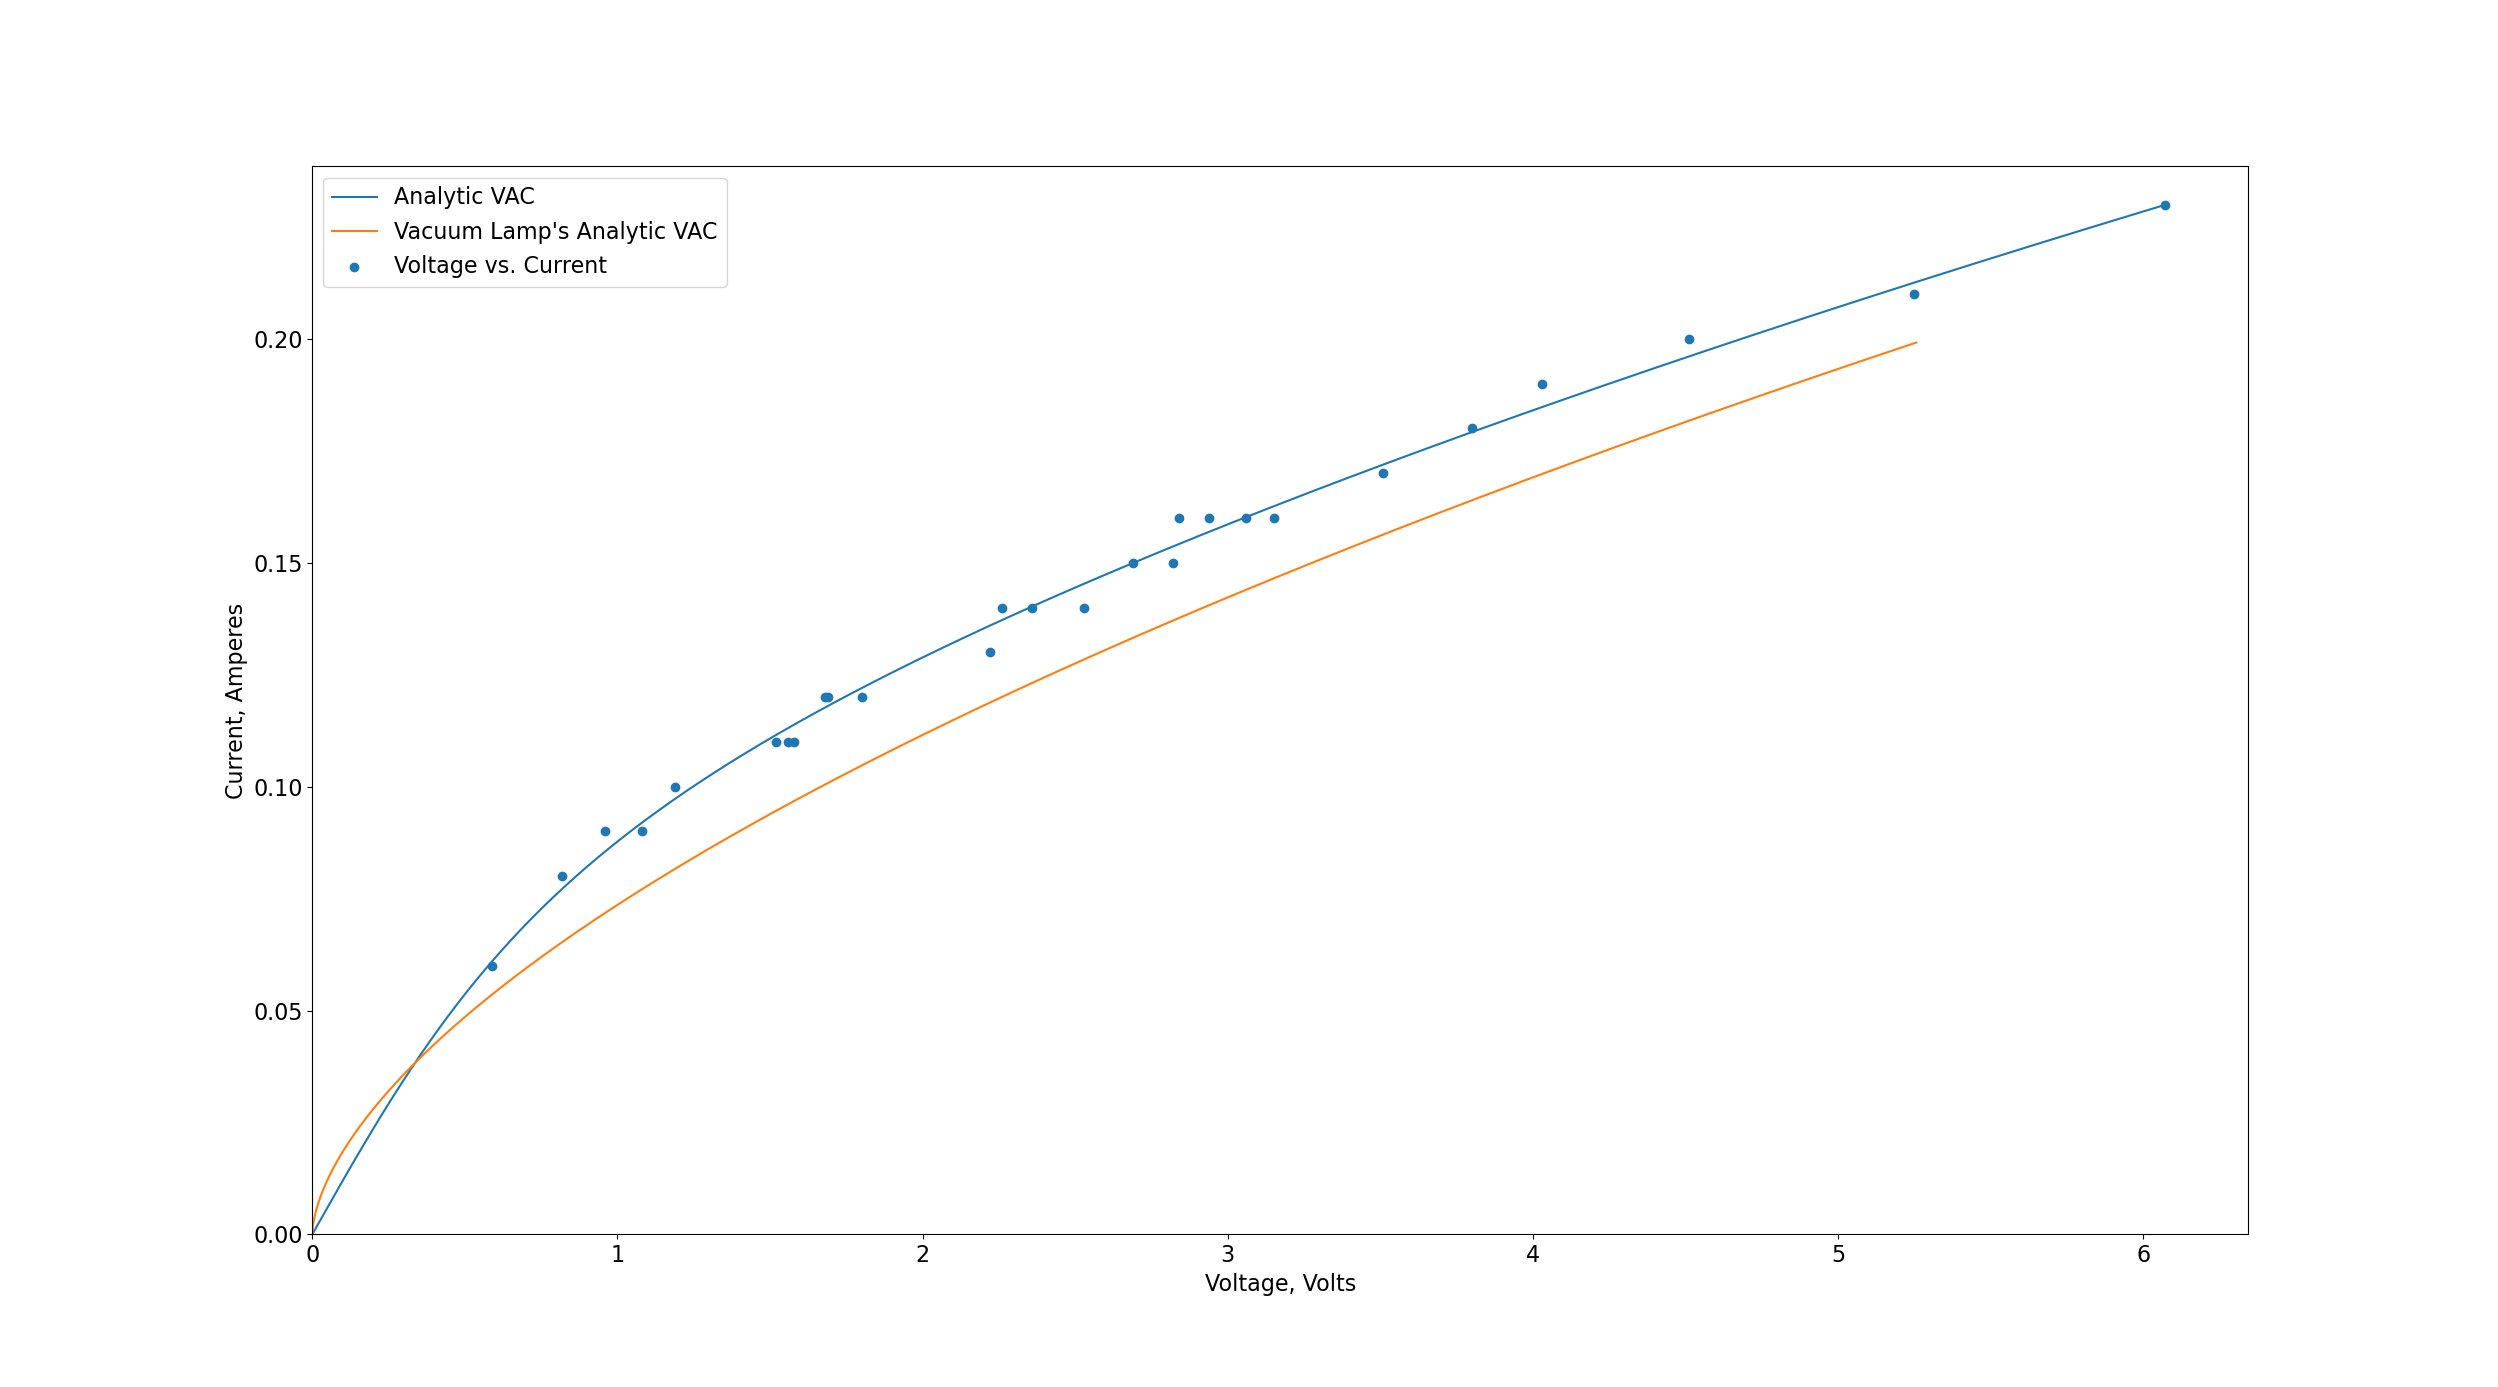 Analytic VAC
Vacuum Lamp's Analytic VAC
Voltage vs. Current
0.20
0.15
0.10
0.05
0.00
Current, Amperes
0 1 2 3 4 5 6
Voltage, Volts